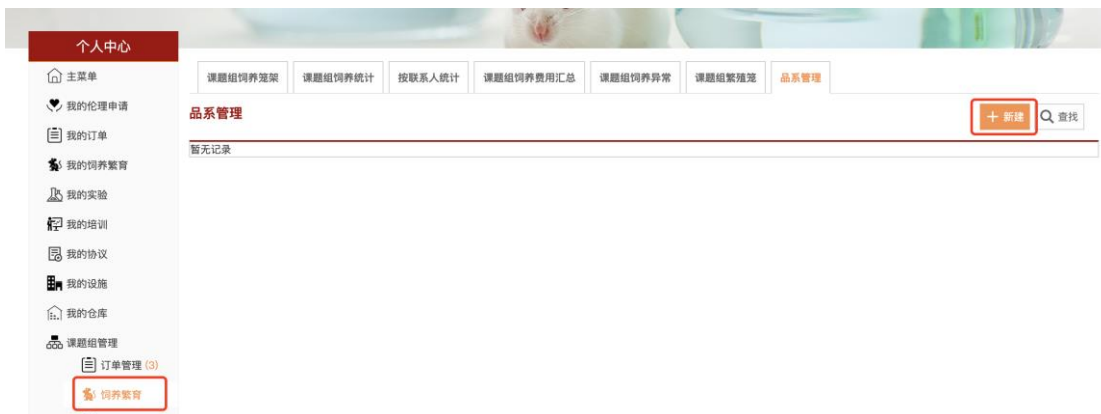 个人中心
主菜单
我的伦理申请
我的订单
我的饲养繁育
我的实验
我的培训
我的协议
我的设施
我的仓库
课题组管理
订单管理 (3)
饲养繁育
课题组饲养笼架 课题组饲养统计 按联系人统计 课题组饲养费用汇总 课题组饲养异常 课题组繁殖笼 品系管理
品系管理
新建 查找
暂无记录